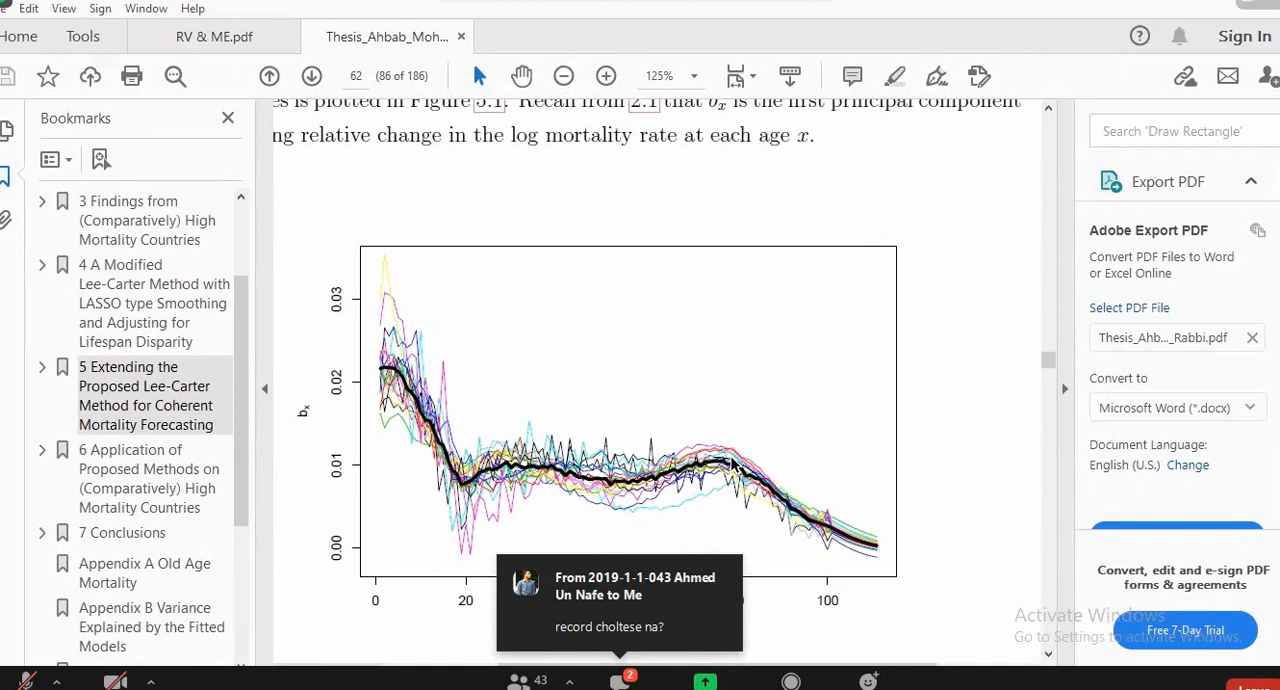 e Edit View Sign Window Help
Home Tools RV & ME.pdf Thesis_Ahbab_Moh... ×
Sign In
62 (86 of 186) 125%
es is plotted in Figure 5.1. Recall from 2.1 that bx is the first principal component
ng relative change in the log mortality rate at each age x.
Bookmarks
3 Findings from
(Comparatively) High
Mortality Countries
4 A Modified
Lee-Carter Method with
LASSO type Smoothing
and Adjusting for
Lifespan Disparity
5 Extending the
Proposed Lee-Carter
Method for Coherent
Mortality Forecasting
6 Application of
Proposed Methods on
(Comparatively) High
Mortality Countries
7 Conclusions
Appendix A Old Age
Mortality
Appendix B Variance
Explained by the Fitted
Models
bx
0.03
0.02
0.01
0.00
0 20 100
From 2019-1-1-043 Ahmed
Un Nafe to Me
record choltese na?
Search 'Draw Rectangle'
Export PDF
Adobe Export PDF
Convert PDF Files to Word
or Excel Online
Select PDF File
Thesis_Ahb..._Rabbi.pdf
Convert to
Microsoft Word (*.docx)
Document Language:
English (U.S.) Change
Convert, edit and e-sign PDF
forms & agreements
Free 7-Day Trial
Activate Windows
Go to Settings to activate Windows.
43 2